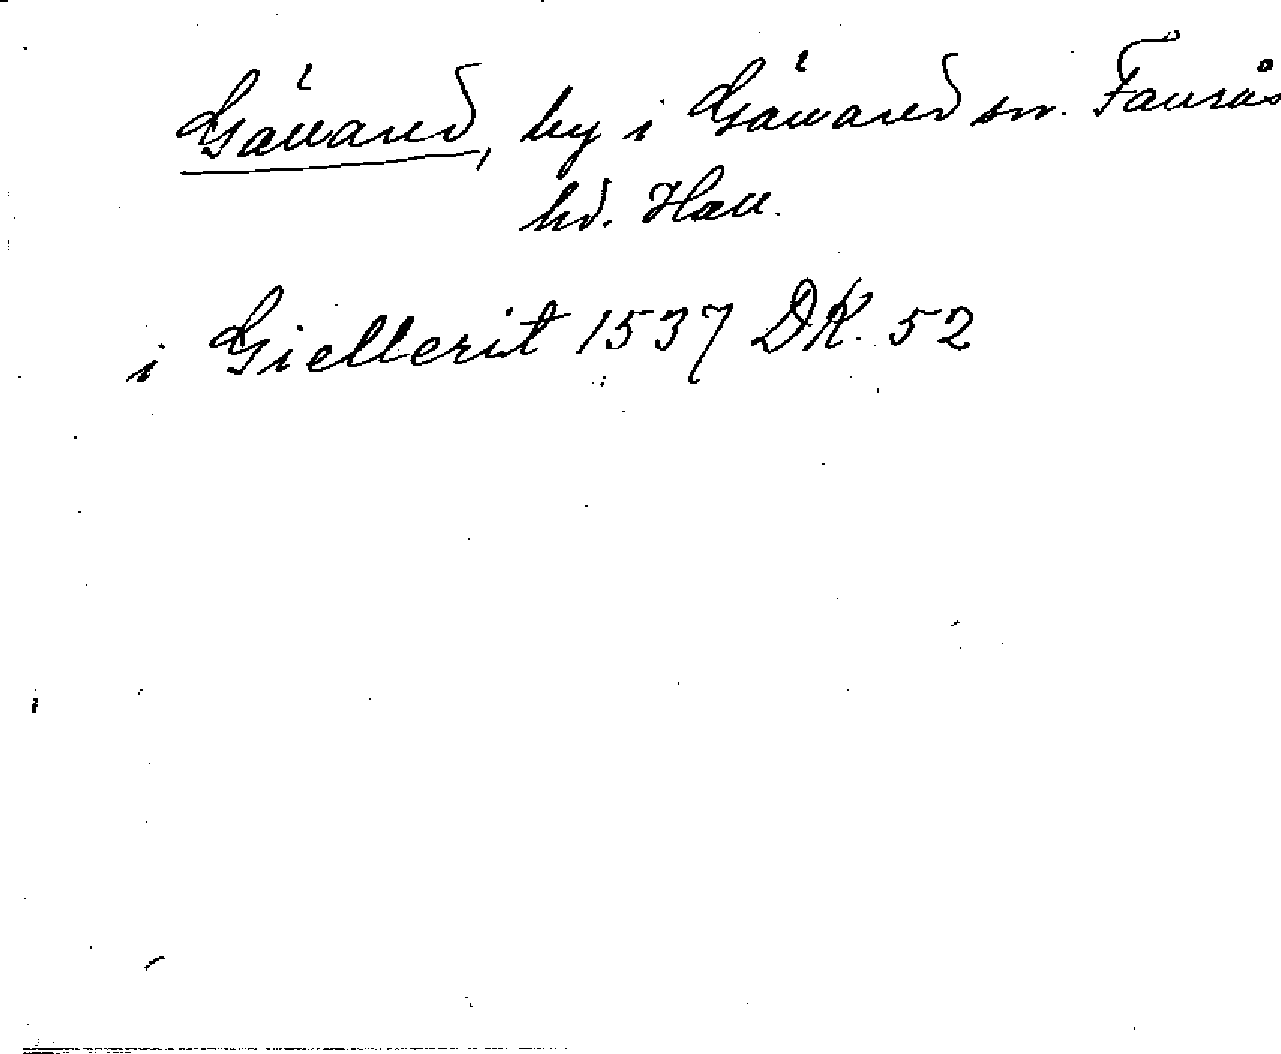 Gällared, by i Gällared sn. Faurås
hd. Hall.
i Giellerit 1537 DK. 52